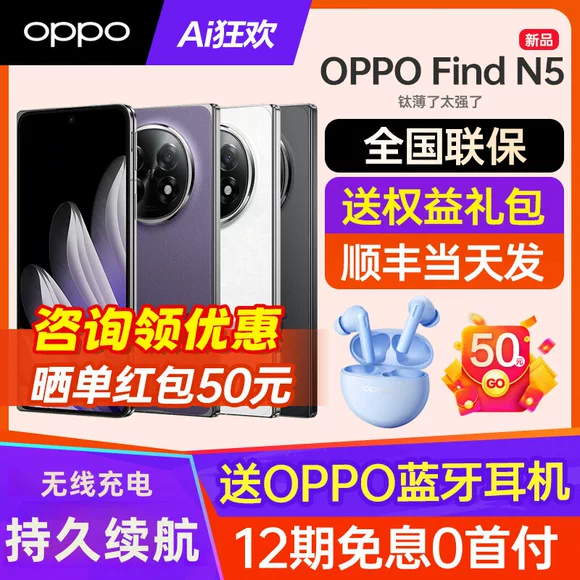 oppo
Ai狂欢
新品
OPPO Find N5
钛薄了太强了
全国联保
送权益礼包
顺丰当天发
咨询领优惠
晒单红包50元
oppo
50元
GO
无线充电
持久续航
送OPPO蓝牙耳机
12期免息0首付